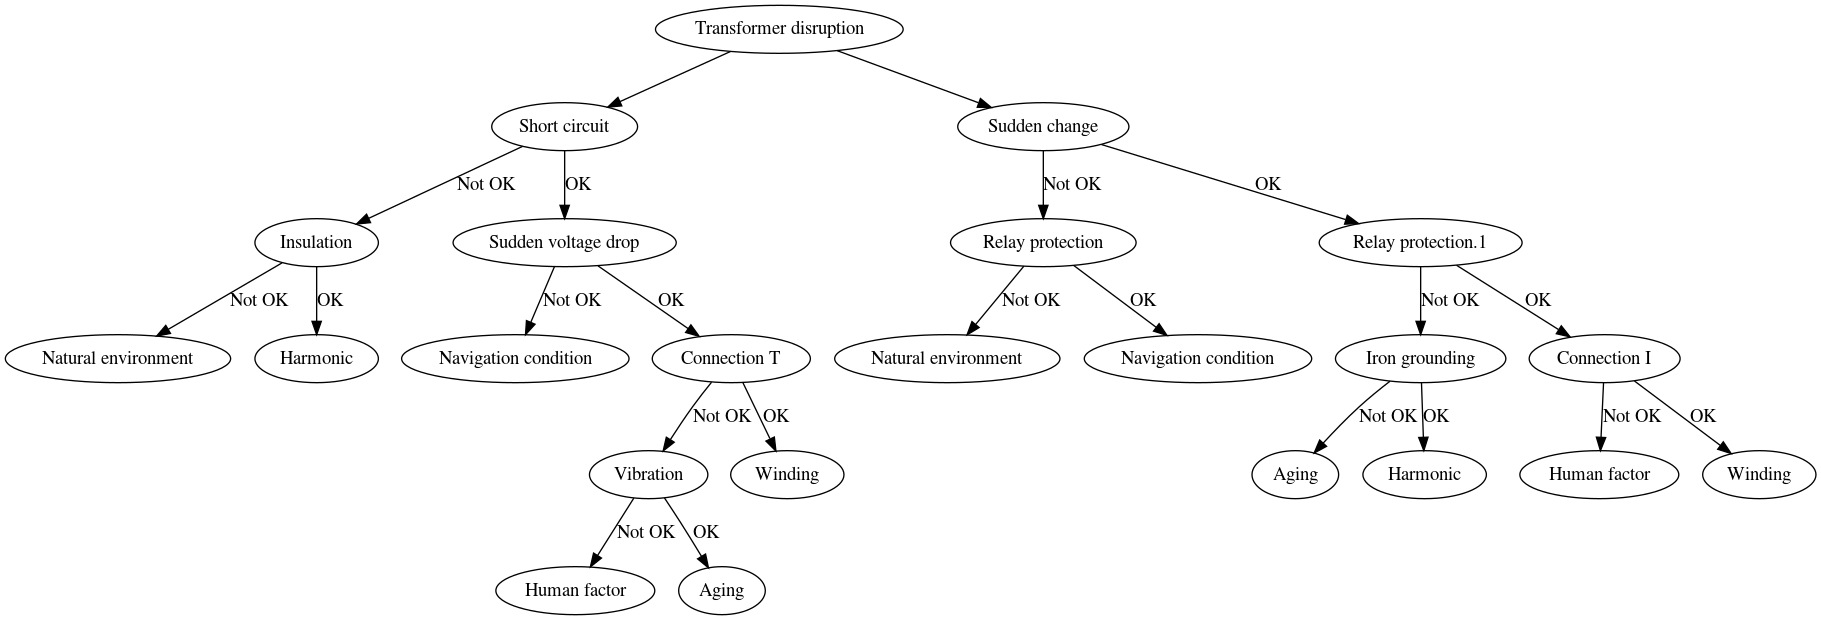 Transformer disruption
Short circuit
Sudden change
Not OK
OK
Not OK
OK
Insulation
Sudden voltage drop
Relay protection
Relay protection.1
Not OK
OK
Not OK
OK
Not OK
OK
Not OK
OK
Natural environment
Harmonic
Navigation condition
Connection T
Natural environment
Navigation condition
Iron grounding
Connection I
Not OK
OK
Not OK
OK
Not OK
OK
Vibration
Winding
Aging
Harmonic
Human factor
Winding
Not OK
OK
Human factor
Aging